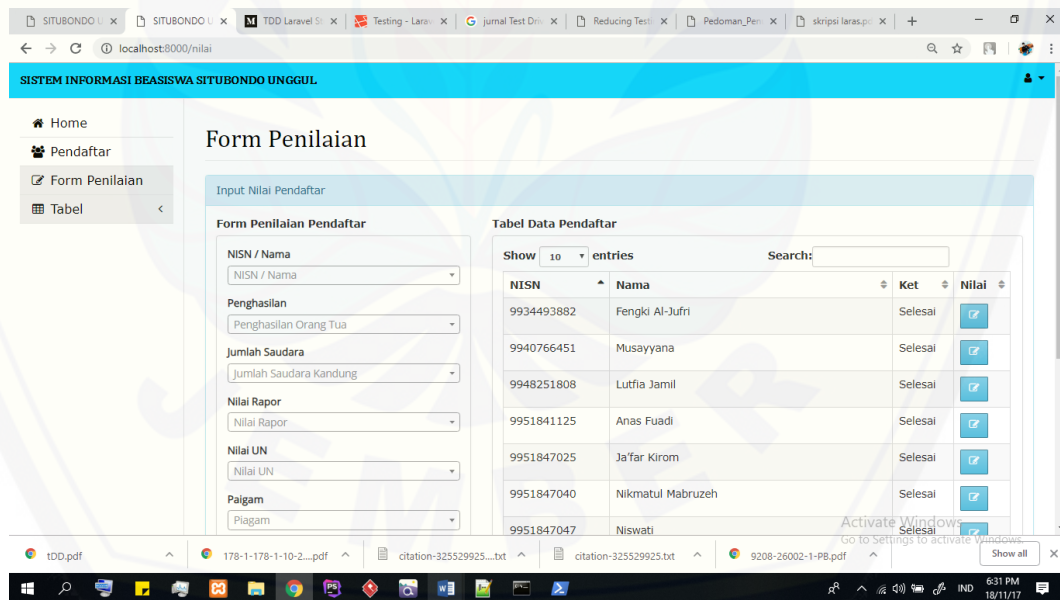 SITUBONDO U
SITUBONDO U
TDD Laravel S
Testing - Larav
jurnal Test Driv
Reducing Testi
Pedoman_Pen
skripsi laras.pd
localhost:8000/nilai
SISTEM INFORMASI BEASISWA SITUBONDO UNGGUL
Home
Pendaftar
Form Penilaian
Tabel
Form Penilaian
Input Nilai Pendaftar
Form Penilaian Pendaftar
NISN / Nama
NISN / Nama
Penghasilan
Penghasilan Orang Tua
Jumlah Saudara
Jumlah Saudara Kandung
Nilai Rapor
Nilai Rapor
Nilai UN
Nilai UN
Paigam
Piagam
Tabel Data Pendaftar
Show 10 entries Search:
NISN Nama Ket Nilai
9934493882 Fengki Al-Jufri Selesai
9940766451 Musayyana Selesai
9948251808 Lutfia Jamil Selesai
9951841125 Anas Fuadi Selesai
9951847025 Ja'far Kirom Selesai
9951847040 Nikmatul Mabruzeh Selesai
9951847047 Niswati Selesai
Activate Windows
Go to Settings to activate Windows.
tDD.pdf
178-1-178-1-10-2....pdf
citation-325529925....txt
citation-325529925.txt
9208-26002-1-PB.pdf
Show all
IND
6:31 PM
18/11/17
JEMBER